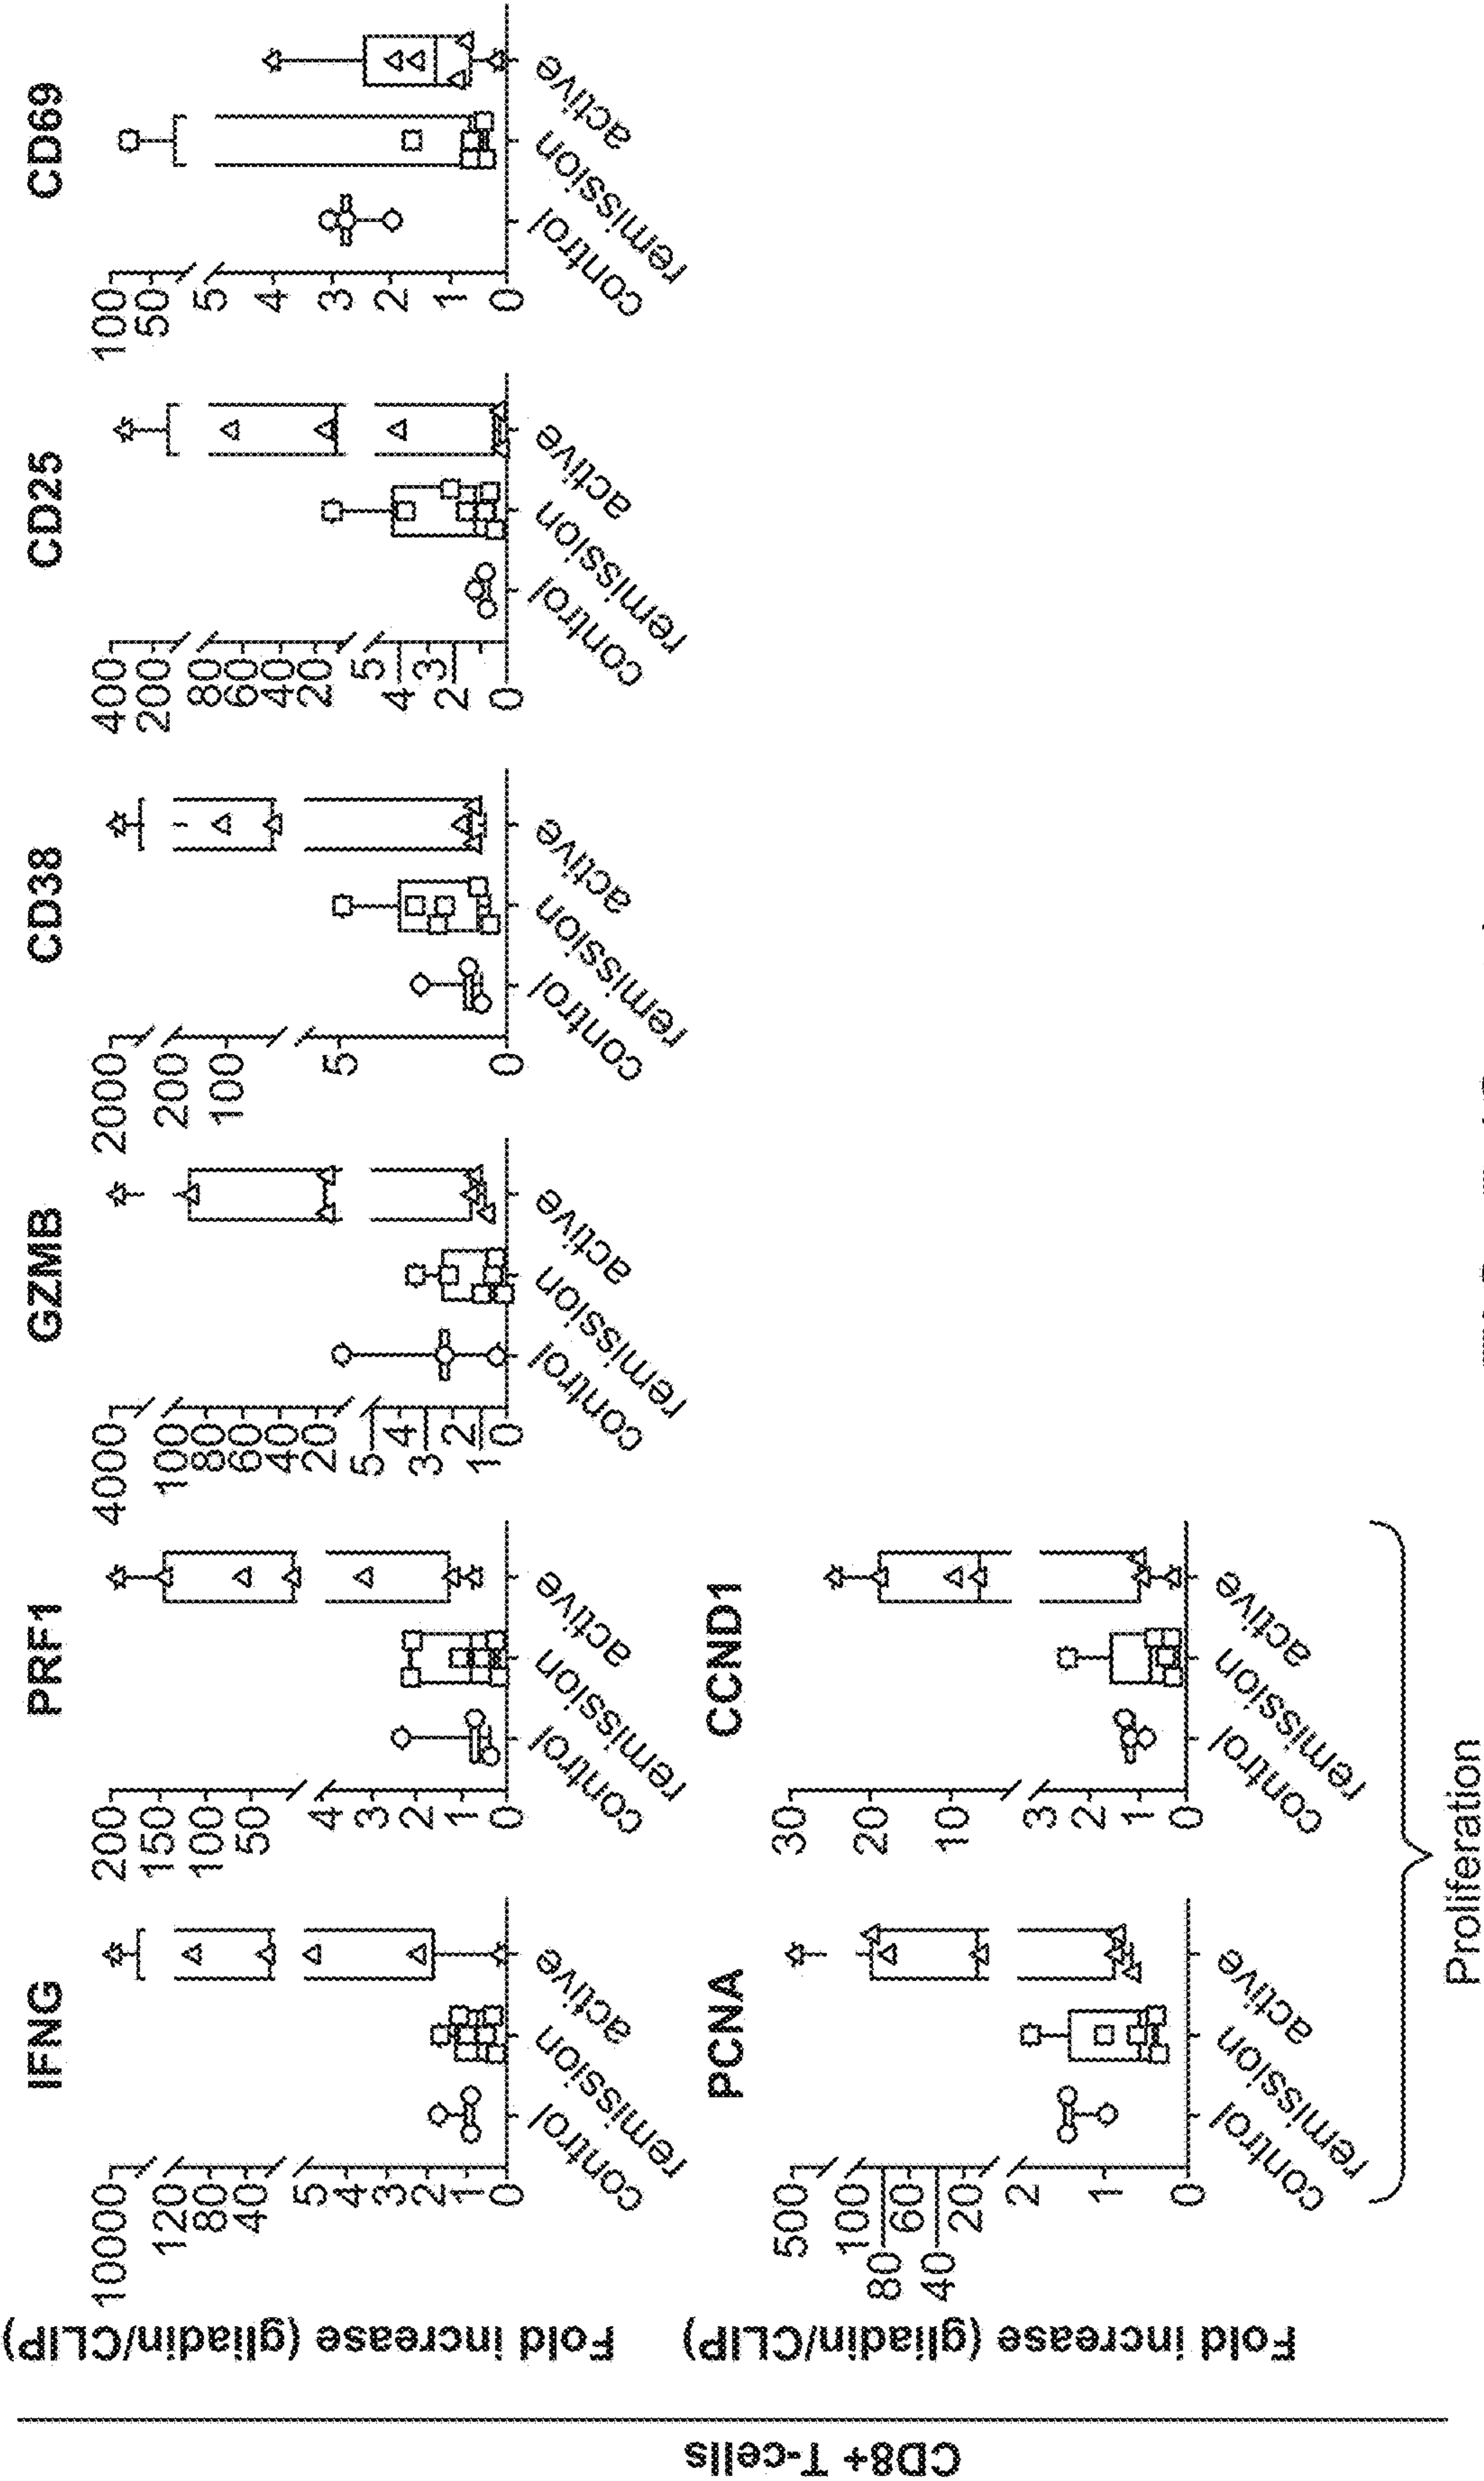 CD8+ T-cells
Fold increase (gliadin/CLIP)
IFNG
10000
120
80
40
5
4
3
2
1
0
control
remission
active
PRF1
200
150
100
50
4
3
2
1
0
control
remission
active
GZMB
4000
100
80
60
40
20
5
4
3
2
1
0
control
remission
active
CD38
2000
200
100
5
0
control
remission
active
CD25
400
200
80
60
40
20
5
4
3
2
0
control
remission
active
CD69
100
50
5
4
3
2
1
0
control
remission
active
Fold increase (gliadin/CLIP)
PCNA
500
100
80
60
40
20
2
1
0
control
remission
active
CCND1
30
20
10
3
2
1
0
control
remission
active
Proliferation